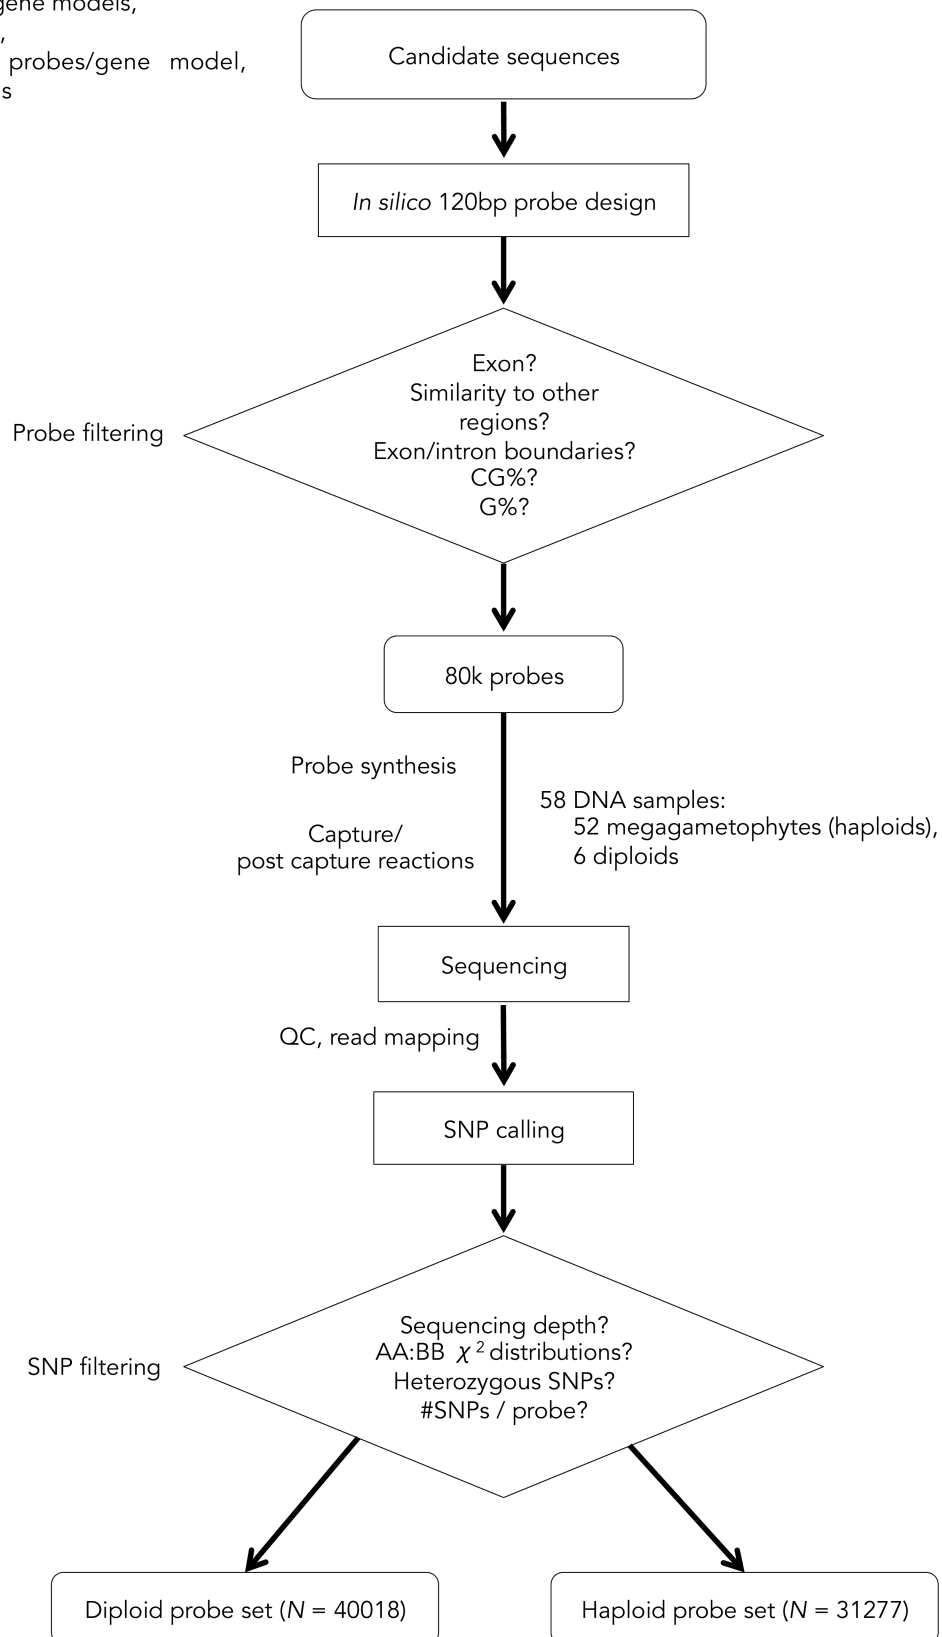 gene models,
,
probes/gene model,
s
Candidate sequences
In silico 120bp probe design
Exon?
Similarity to other
regions?
Exon/intron boundaries?
CG%?
G%?
Probe filtering
80k probes
Probe synthesis
58 DNA samples:
52 megagametophytes (haploids),
6 diploids
Capture/
post capture reactions
Sequencing
QC, read mapping
SNP calling
Sequencing depth?
AA:BB χ² distributions?
Heterozygous SNPs?
#SNPs / probe?
SNP filtering
Diploid probe set (N = 40018)
Haploid probe set (N = 31277)